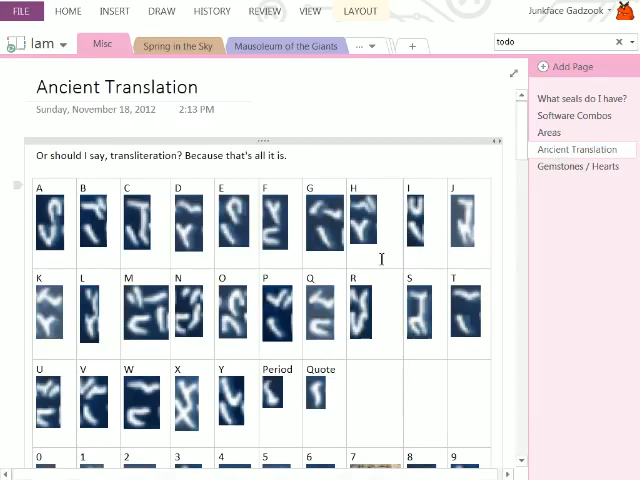 FILE HOME INSERT DRAW HISTORY REVIEW VIEW LAYOUT Junkface Gadzook
Iam Misc Spring in the Sky Mausoleum of the Giants ... + todo
Add Page
Ancient Translation
Sunday, November 18, 2012 2:13 PM
What seals do I have?
Software Combos
Areas
Ancient Translation
Gemstones / Hearts
Or should I say, transliteration? Because that's all it is.
A B C D E F G H I J
K L M N O P Q R S T
U V W X Y Period Quote
0 1 2 3 4 5 6 7 8 9